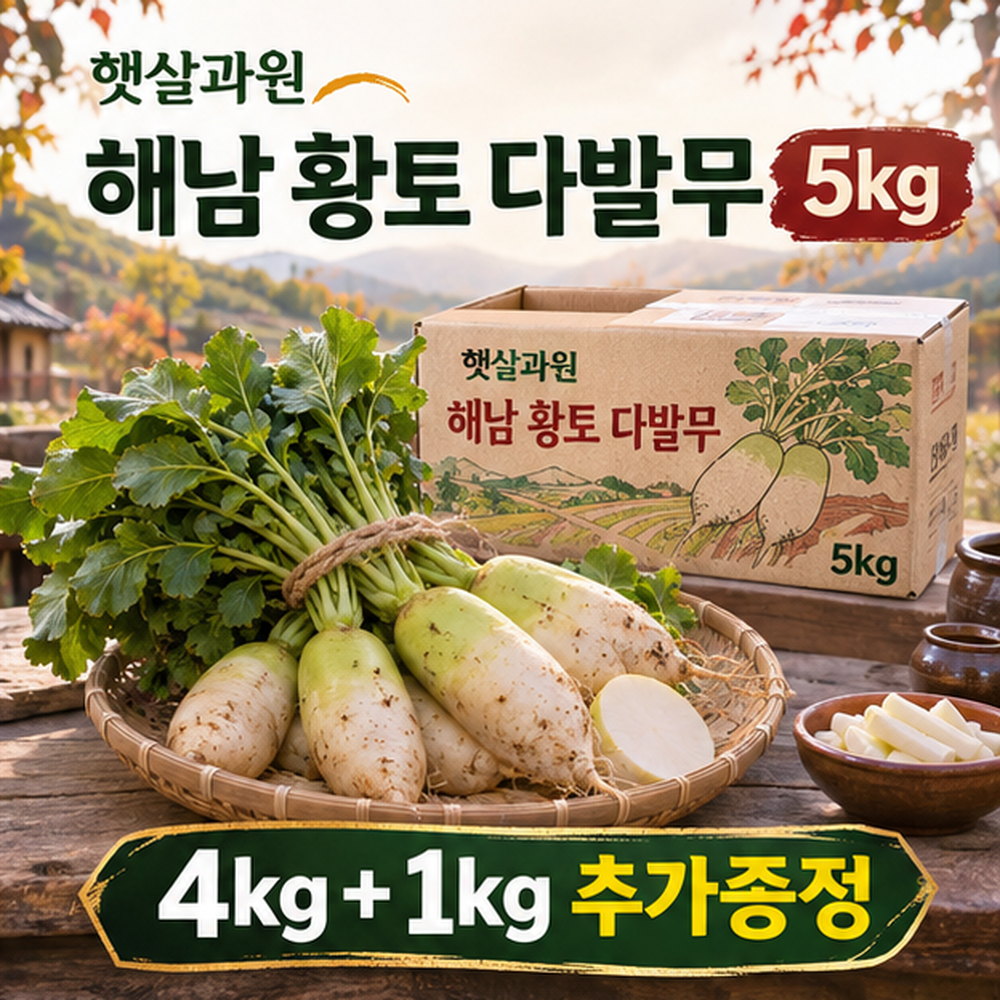 햇살과원
해남 황토 다발무 5kg
햇살과원
해남 황토 다발무
5kg
4kg + 1kg 추가증정